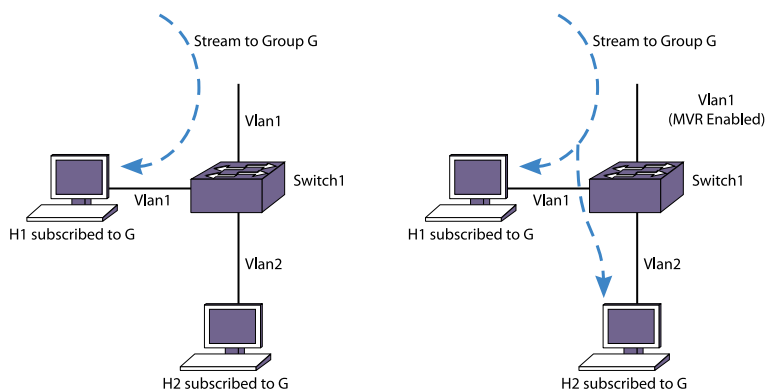 Stream to Group G
Vlan1
Switch1
Vlan1
H1 subscribed to G
Vlan2
H2 subscribed to G
Stream to Group G
Vlan1
(MVR Enabled)
Switch1
Vlan1
H1 subscribed to G
Vlan2
H2 subscribed to G